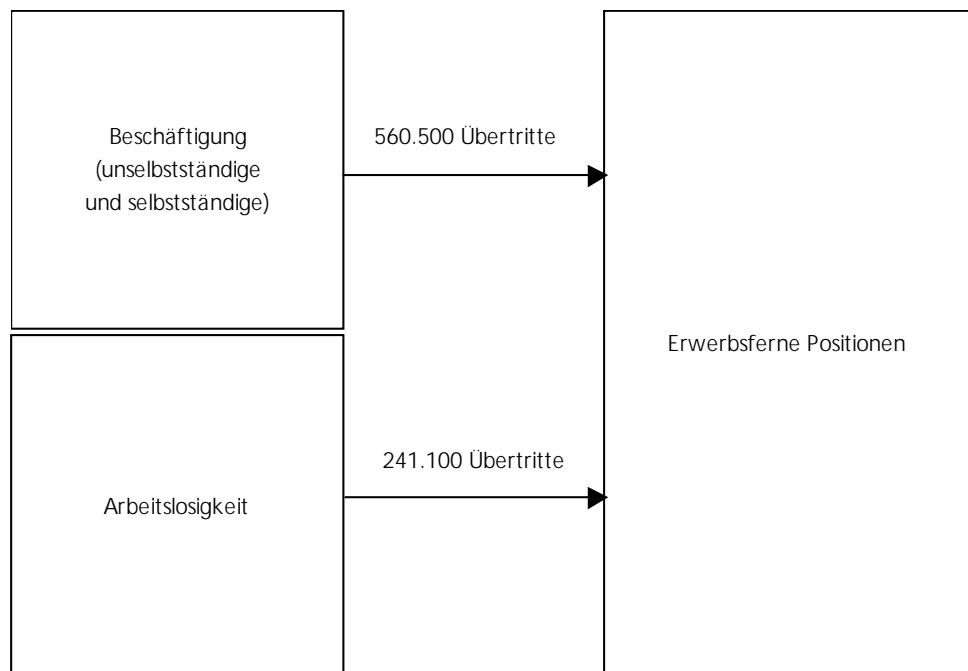 Beschäftigung
(unselbstständige
und selbstständige)
560.500 Übertritte
Erwerbsferne Positionen
241.100 Übertritte
Arbeitslosigkeit